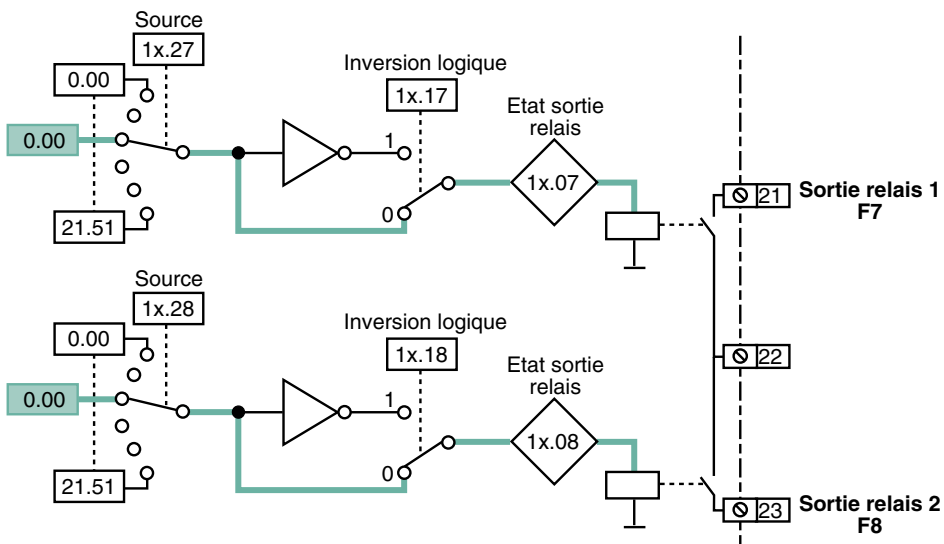 Source
1x.27
0.00
Inversion logique
1x.17
0.00
1
Etat sortie
relais
1x.07
0
21.51
21
Sortie relais 1
F7
Source
1x.28
0.00
Inversion logique
1x.18
22
0.00
1
Etat sortie
relais
1x.08
0
21.51
23
Sortie relais 2
F8